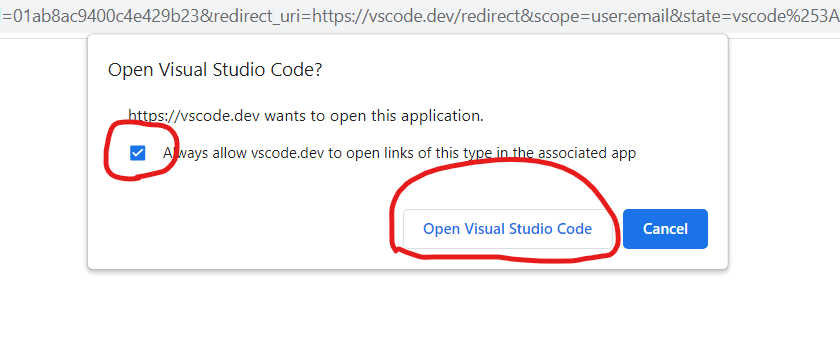 =01ab8ac9400c4e429b23&redirect_uri=https://vscode.dev/redirect&scope=user:email&state=vscode%253A
Open Visual Studio Code?
https://vscode.dev wants to open this application.
Always allow vscode.dev to open links of this type in the associated app
Open Visual Studio Code
Cancel